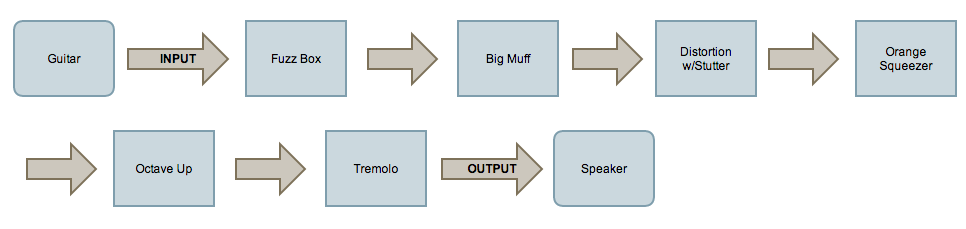 Guitar
INPUT
Fuzz Box
Big Muff
Distortion
w/Stutter
Orange
Squeezer
Octave Up
Tremolo
OUTPUT
Speaker